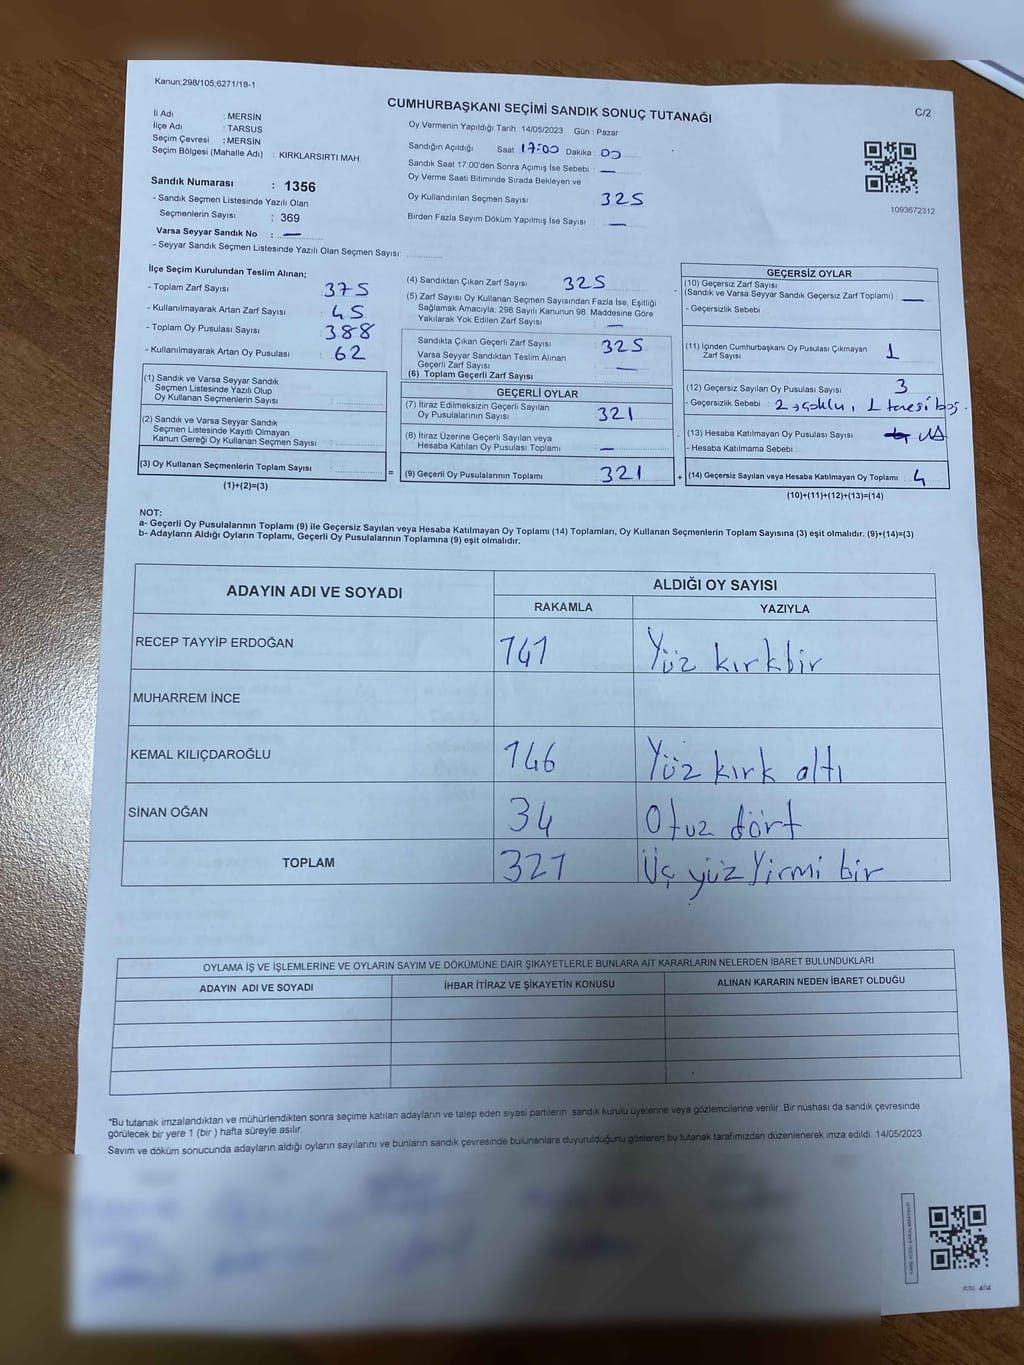 Kanun;298/105;6271/18-1
CUMHURBAŞKANI SEÇİMİ SANDIK SONUÇ TUTANAĞI
C/2
İli Adı : MERSİN
İlçe Adı : TARSUS
Seçim Çevresi : MERSİN
Seçim Bölgesi (Mahalle Adı) : KIRKLARSIRTI MAH.
Sandık Numarası : 1356
- Sandık Seçmen Listesinde Yazılı Olan
Seçmenlerin Sayısı : 369
Varsa Seyyar Sandık No : —
- Seyyar Sandık Seçmen Listesinde Yazılı Olan Seçmen Sayısı:
Oy Vermenin Yapıldığı Tarih : 14/05/2023 Gün : Pazar
Sandığın Açıldığı Saat 17:00 Dakika 00
Sandık Saat 17:00'den Sonra Açımış İse Sebebi : —
Oy Verme Saati Bitiminde Sırada Bekleyen ve
Oy Kullandırılan Seçmen Sayısı 325
Birden Fazla Sayım Döküm Yapılmış İse Sayısı : —
1093672312
İlçe Seçim Kurulundan Teslim Alınan;
- Toplam Zarf Sayısı : 375
- Kullanılmayarak Artan Zarf Sayısı : 45
- Toplam Oy Pusulası Sayısı : 388
- Kullanılmayarak Artan Oy Pusulası : 62
(1) Sandık ve Varsa Seyyar Sandık
Seçmen Listesinde Yazılı Olup
Oy Kullanan Seçmenlerin Sayısı :
(2) Sandık ve Varsa Seyyar Sandık
Seçmen Listesinde Kayıtlı Olmayan
Kanun Gereği Oy Kullanan Seçmen Sayısı :
(3) Oy Kullanan Seçmenlerin Toplam Sayısı :
(1)+(2)=(3)
(4) Sandıktan Çıkan Zarf Sayısı : 325
(5) Zarf Sayısı Oy Kullanan Seçmen Sayısından Fazla İse, Eşitliği
Sağlamak Amacıyla; 298 Sayılı Kanunun 98. Maddesine Göre
Yakılarak Yok Edilen Zarf Sayısı : —
Sandıkta Çıkan Geçerli Zarf Sayısı : 325
Varsa Seyyar Sandıktan Teslim Alınan
Geçerli Zarf Sayısı : —
(6) Toplam Geçerli Zarf Sayısı
GEÇERLİ OYLAR
(7) İtiraz Edilmeksizin Geçerli Sayılan
Oy Pusulalarının Sayısı : 321
(8) İtiraz Üzerine Geçerli Sayılan veya
Hesaba Katılan Oy Pusulası Toplamı : —
= (9) Geçerli Oy Pusulalarının Toplamı 321 +
GEÇERSİZ OYLAR
(10) Geçersiz Zarf Sayısı
(Sandık ve Varsa Seyyar Sandık Geçersiz Zarf Toplamı) : —
- Geçersizlik Sebebi
(11) İçinden Cumhurbaşkanı Oy Pusulası Çıkmayan
Zarf Sayısı 1
(12) Geçersiz Sayılan Oy Pusulası Sayısı : 3
- Geçersizlik Sebebi : 2 → çoklu, 1 tanesi boş.
(13) Hesaba Katılmayan Oy Pusulası Sayısı :
- Hesaba Katılmama Sebebi :
(14) Geçersiz Sayılan veya Hesaba Katılmayan Oy Toplamı : 4
(10)+(11)+(12)+(13)=(14)
NOT:
a- Geçerli Oy Pusulalarının Toplamı (9) ile Geçersiz Sayılan veya Hesaba Katılmayan Oy Toplamı (14) Toplamları, Oy Kullanan Seçmenlerin Toplam Sayısına (3) eşit olmalıdır. (9)+(14)=(3)
b- Adayların Aldığı Oyların Toplamı, Geçerli Oy Pusulalarının Toplamına (9) eşit olmalıdır.
ADAYIN ADI VE SOYADI ALDIĞI OY SAYISI
RAKAMLA YAZIYLA
RECEP TAYYİP ERDOĞAN 141 Yüz kırkbir
MUHARREM İNCE
KEMAL KILIÇDAROĞLU 146 Yüz kırk altı
SİNAN OĞAN 34 Otuz dört
TOPLAM 321 Üç yüz Yirmi bir
OYLAMA İŞ VE İŞLEMLERİNE VE OYLARIN SAYIM VE DÖKÜMÜNE DAİR ŞİKAYETLERLE BUNLARA AİT KARARLARIN NELERDEN İBARET BULUNDUKLARI
ADAYIN ADI VE SOYADI İHBAR İTİRAZ VE ŞİKAYETİN KONUSU ALINAN KARARIN NEDEN İBARET OLDUĞU
*Bu tutanak imzalandıktan ve mühürlendikten sonra seçime katılan adayların ve talep eden siyasi partilerin sandık kurulu üyelerine veya gözlemcilerine verilir. Bir nüshası da sandık çevresinde
görülecek bir yere 1 (bir ) hafta süreyle asılır.
Sayım ve döküm sonucunda adayların aldığı oyların sayılarını ve bunların sandık çevresinde bulunanlara duyurulduğunu gösteren bu tutanak tarafımızdan düzenlenerek imza edildi. 14/05/2023